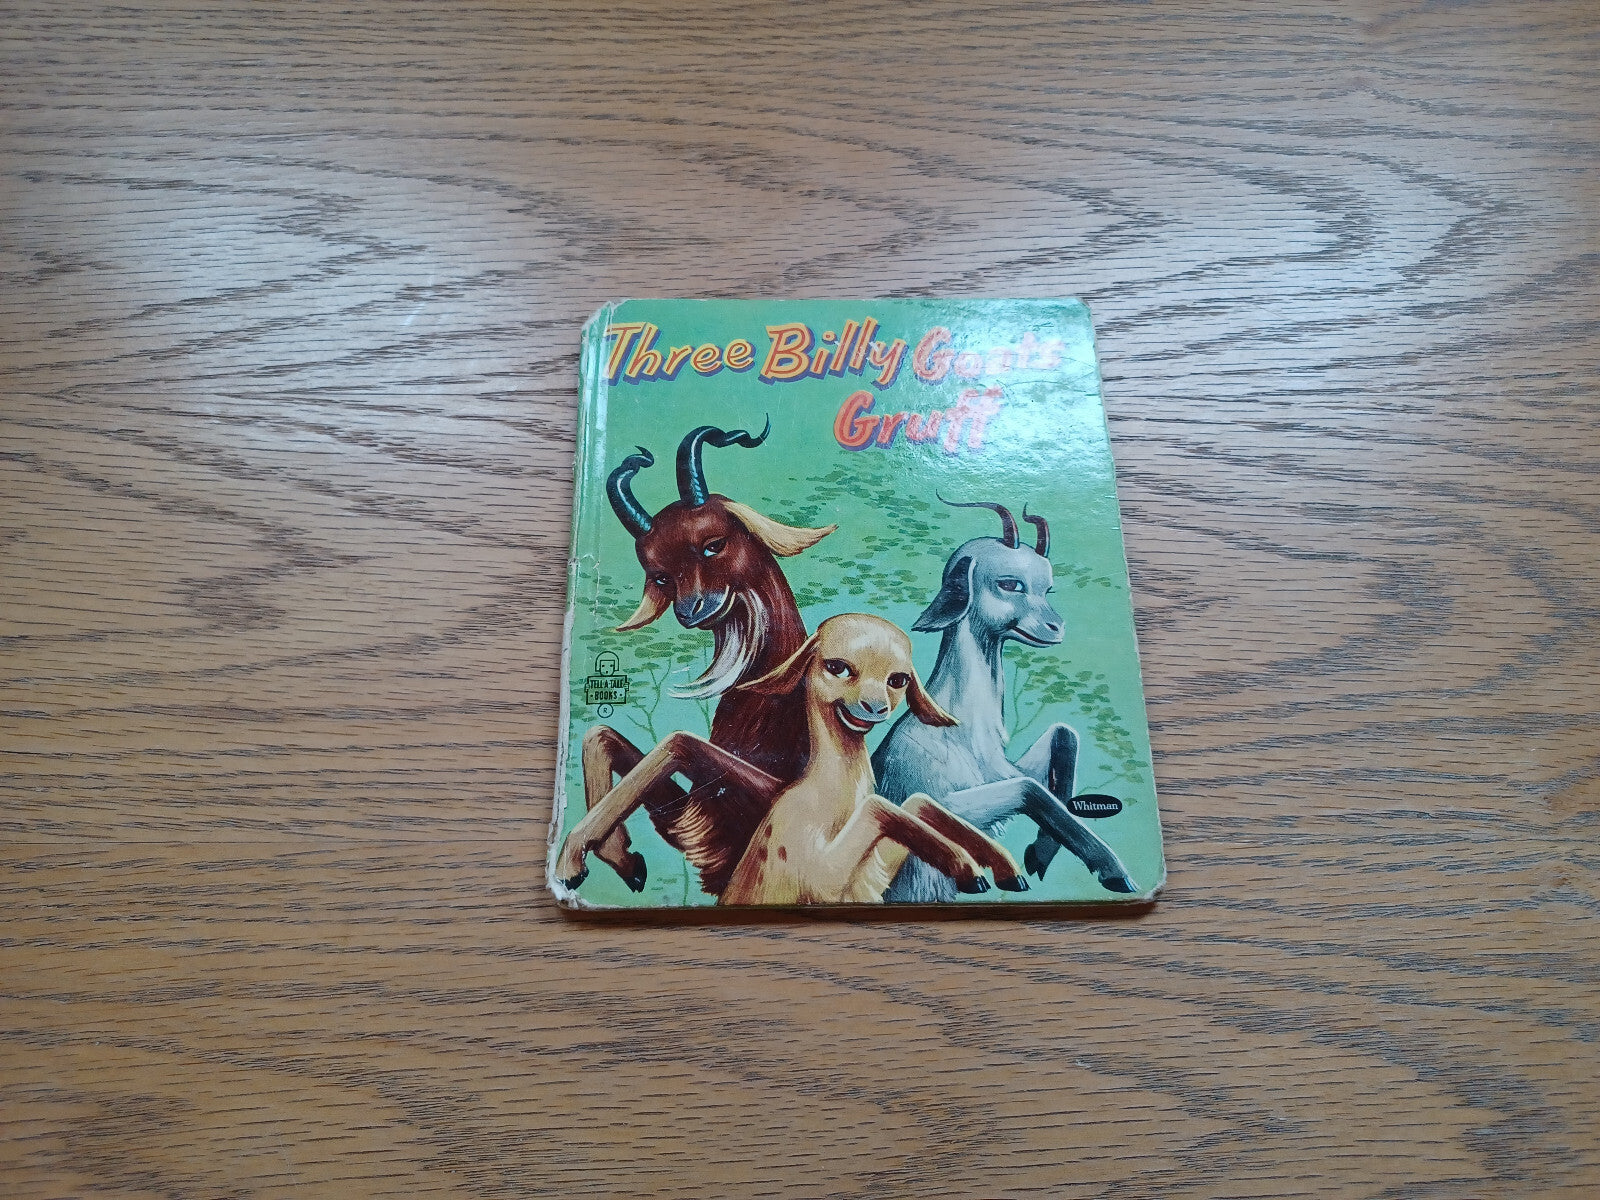 Three Billy Goats
Gruff
TELL-A-TALE
BOOKS
R
Whitman